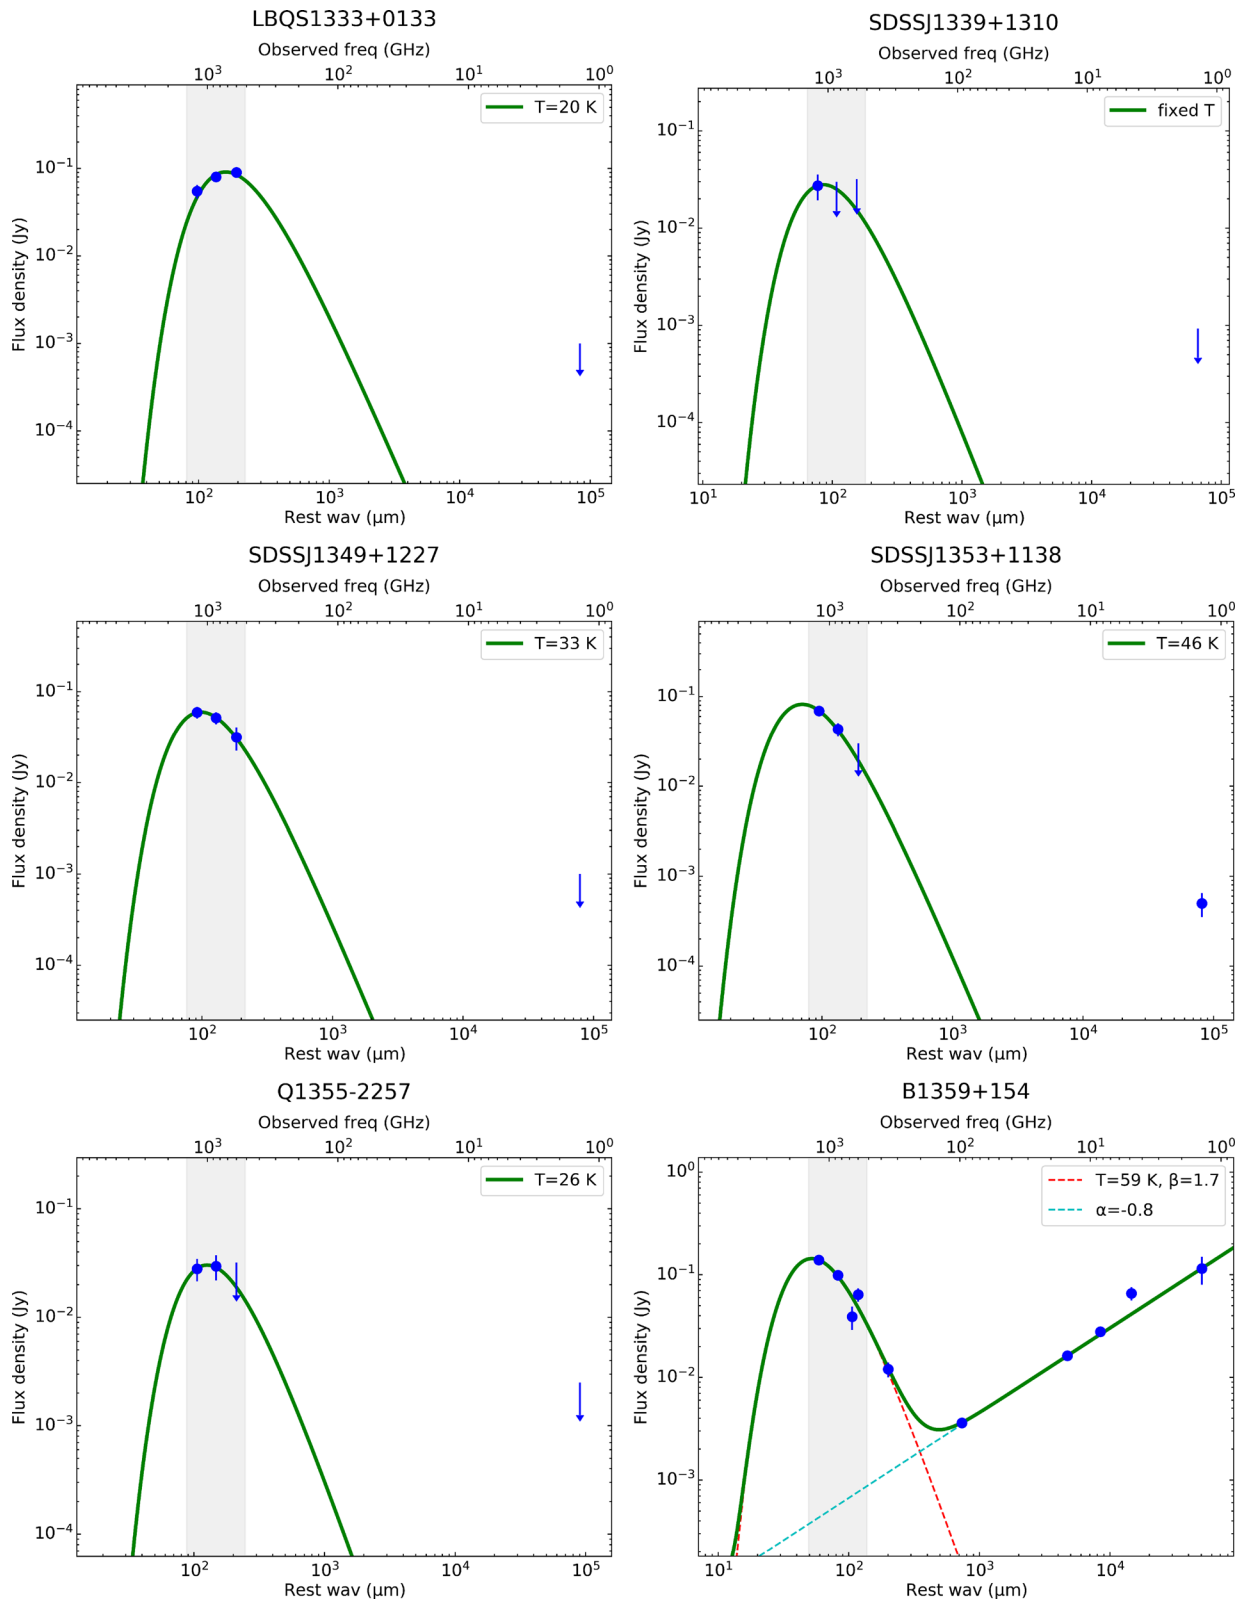 LBQS1333+0133
Observed freq (GHz)
10³ 10² 10¹ 10⁰
T=20 K
Flux density (Jy)
10⁻¹
10⁻²
10⁻³
10⁻⁴
10² 10³ 10⁴ 10⁵
Rest wav (μm)
SDSSJ1339+1310
Observed freq (GHz)
10³ 10² 10¹ 10⁰
fixed T
Flux density (Jy)
10⁻¹
10⁻²
10⁻³
10⁻⁴
10¹ 10² 10³ 10⁴ 10⁵
Rest wav (μm)
SDSSJ1349+1227
Observed freq (GHz)
10³ 10² 10¹ 10⁰
T=33 K
Flux density (Jy)
10⁻¹
10⁻²
10⁻³
10⁻⁴
10² 10³ 10⁴ 10⁵
Rest wav (μm)
SDSSJ1353+1138
Observed freq (GHz)
10³ 10² 10¹ 10⁰
T=46 K
Flux density (Jy)
10⁻¹
10⁻²
10⁻³
10⁻⁴
10² 10³ 10⁴ 10⁵
Rest wav (μm)
Q1355-2257
Observed freq (GHz)
10³ 10² 10¹ 10⁰
T=26 K
Flux density (Jy)
10⁻¹
10⁻²
10⁻³
10⁻⁴
10² 10³ 10⁴ 10⁵
Rest wav (μm)
B1359+154
Observed freq (GHz)
10³ 10² 10¹ 10⁰
T=59 K, β=1.7
α=-0.8
Flux density (Jy)
10⁰
10⁻¹
10⁻²
10⁻³
10¹ 10² 10³ 10⁴
Rest wav (μm)